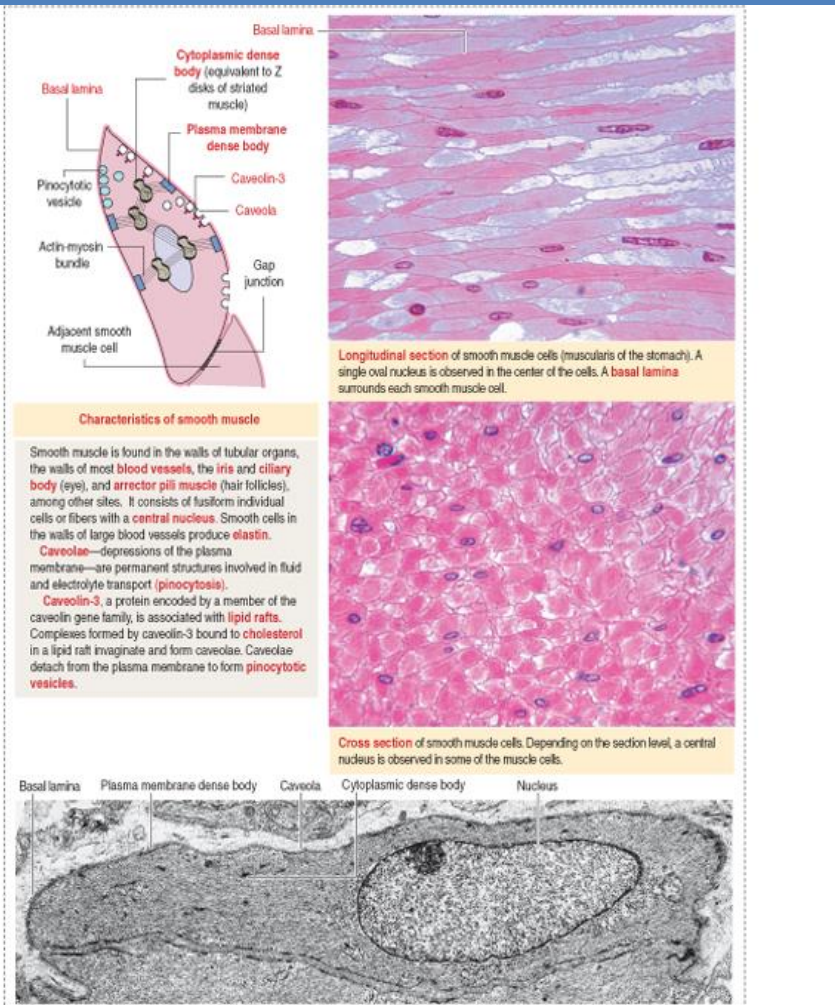 Basal lamina
Cytoplasmic dense
body (equivalent to Z
disks of striated
muscle)
Basal lamina
Plasma membrane
dense body
Pinocytotic
vesicle
Caveolin-3
Caveola
Actin-myosin
bundle
Gap
junction
Adjacent smooth
muscle cell
Longitudinal section of smooth muscle cells (muscularis of the stomach). A
single oval nucleus is observed in the center of the cells. A basal lamina
surrounds each smooth muscle cell.
Characteristics of smooth muscle
Smooth muscle is found in the walls of tubular organs,
the walls of most blood vessels, the iris and ciliary
body (eye), and arrector pili muscle (hair follicles),
among other sites. It consists of fusiform individual
cells or fibers with a central nucleus. Smooth cells in
the walls of large blood vessels produce elastin.
Caveolae—depressions of the plasma
membrane—are permanent structures involved in fluid
and electrolyte transport (pinocytosis).
Caveolin-3, a protein encoded by a member of the
caveolin gene family, is associated with lipid rafts.
Complexes formed by caveolin-3 bound to cholesterol
in a lipid raft invaginate and form caveolae. Caveolae
detach from the plasma membrane to form pinocytotic
vesicles.
Cross section of smooth muscle cells. Depending on the section level, a central
nucleus is observed in some of the muscle cells.
Basal lamina Plasma membrane dense body Caveola Cytoplasmic dense body Nucleus